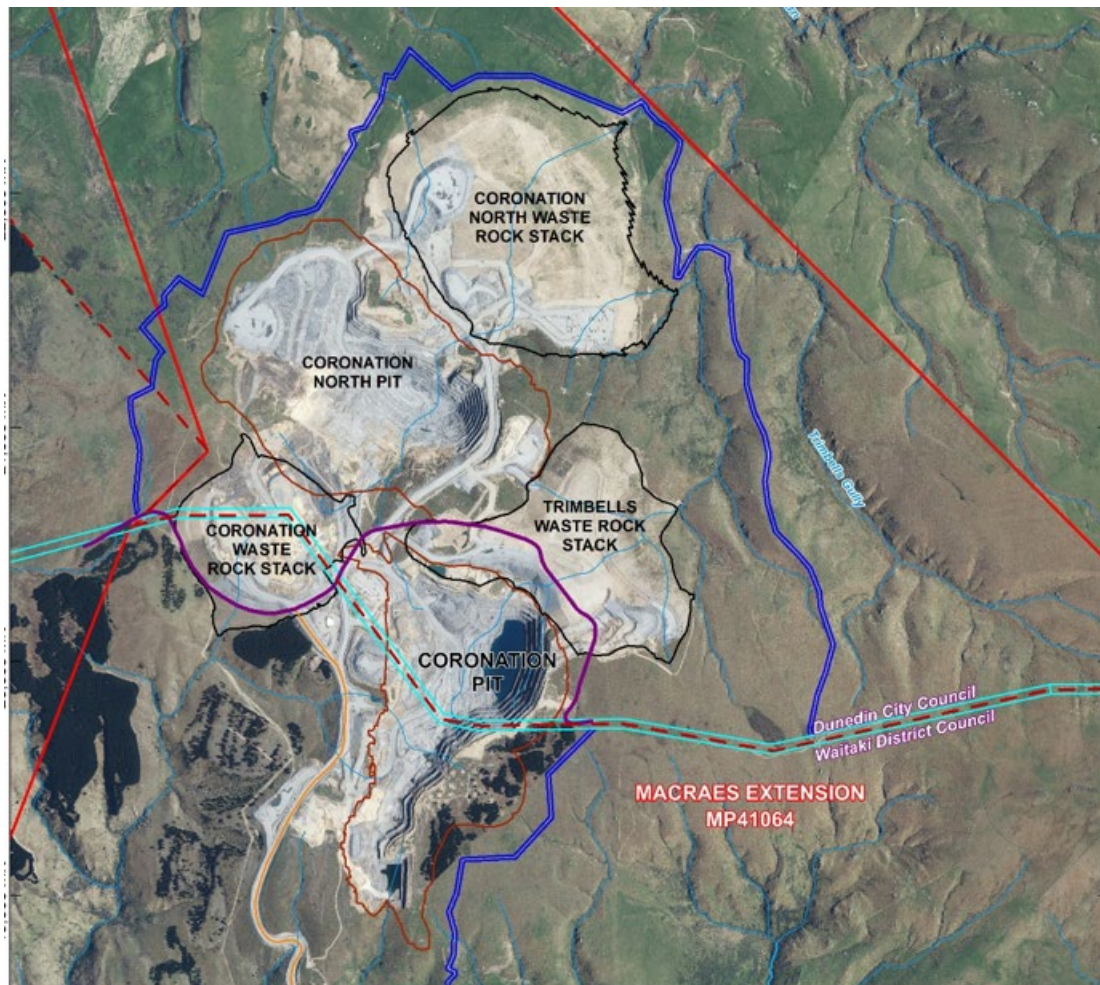 CORONATION
NORTH WASTE
ROCK STACK
CORONATION
NORTH PIT
Trimbells Gully
TRIMBELLS
WASTE ROCK
STACK
CORONATION
WASTE
ROCK STACK
CORONATION
PIT
Dunedin City Council
Waitaki District Council
MACRAES EXTENSION
MP41064